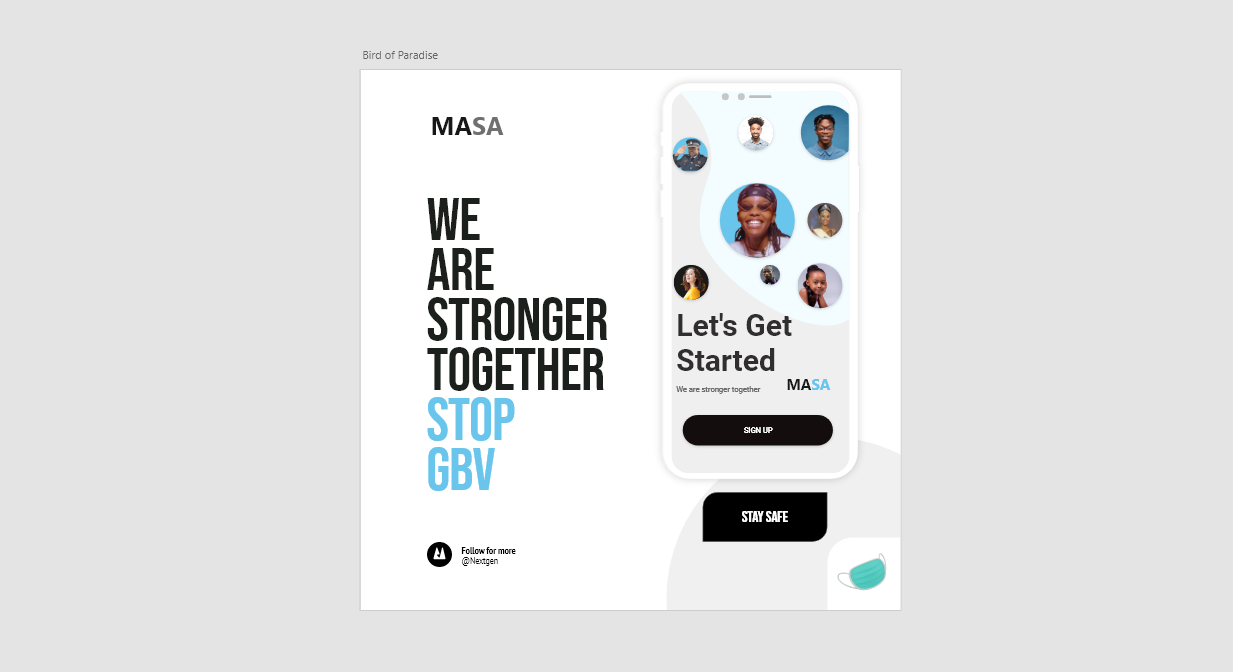 Bird of Paradise
MASA
WE
ARE
STRONGER
TOGETHER
STOP
GBV
Follow for more
@Nextgen
Let's Get
Started
We are stronger together
MASA
SIGN UP
STAY SAFE